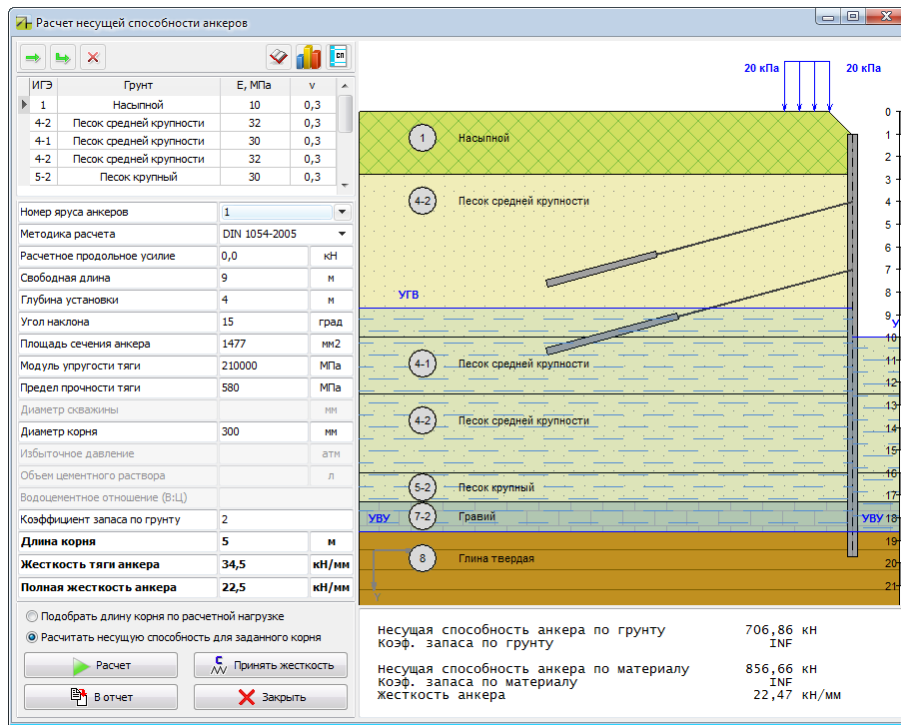 Расчет несущей способности анкеров
СП
ИГЭ Грунт E, МПа ν
1 Насыпной 10 0,3
4-2 Песок средней крупности 32 0,3
4-1 Песок средней крупности 30 0,3
4-2 Песок средней крупности 32 0,3
5-2 Песок крупный 30 0,3
Номер яруса анкеров 1
Методика расчета DIN 1054-2005
Расчетное продольное усилие 0,0 кН
Свободная длина 9 м
Глубина установки 4 м
Угол наклона 15 град
Площадь сечения анкера 1477 мм2
Модуль упругости тяги 210000 МПа
Предел прочности тяги 580 МПа
Диаметр скважины мм
Диаметр корня 300 мм
Избыточное давление атм
Объем цементного раствора л
Водоцементное отношение (В:Ц)
Коэффициент запаса по грунту 2
Длина корня 5 м
Жесткость тяги анкера 34,5 кН/мм
Полная жесткость анкера 22,5 кН/мм
Подобрать длину корня по расчетной нагрузке
Расчитать несущую способность для заданного корня
Расчет
C Принять жесткость
В отчет
Закрыть
20 кПа 20 кПа
1 Насыпной
4-2 Песок средней крупности
УГВ
4-1 Песок средней крупности
4-2 Песок средней крупности
5-2 Песок крупный
УВУ 7-2 Гравий УВУ
8 Глина твердая
Y
0
1
2
3
4
5
6
7
8
9
У
10
11
12
13
14
15
16
17
18
19
20
21
Несущая способность анкера по грунту 706,86 кН
Коэф. запаса по грунту INF
Несущая способность анкера по материалу 856,66 кН
Коэф. запаса по материалу INF
Жесткость анкера 22,47 кН/мм